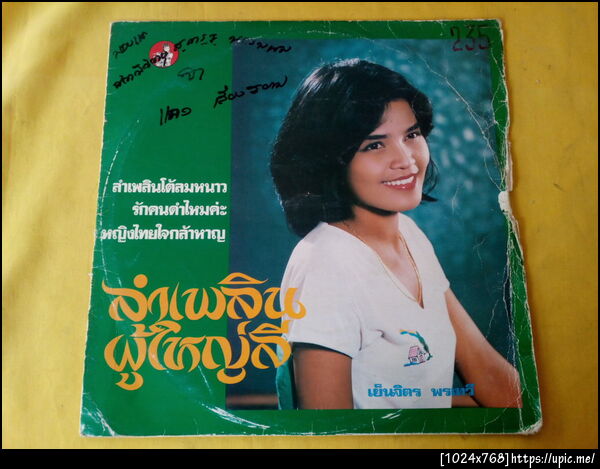 235
ลำเพลินโต้ลมหนาว
รักคนดำไหมค่ะ
หญิงไทยใจกล้าหาญ
ลำเพลิน
ผู้ใหญ่ลี
เย็นจิตร พรเทวี
[1024x768]https://upic.me/